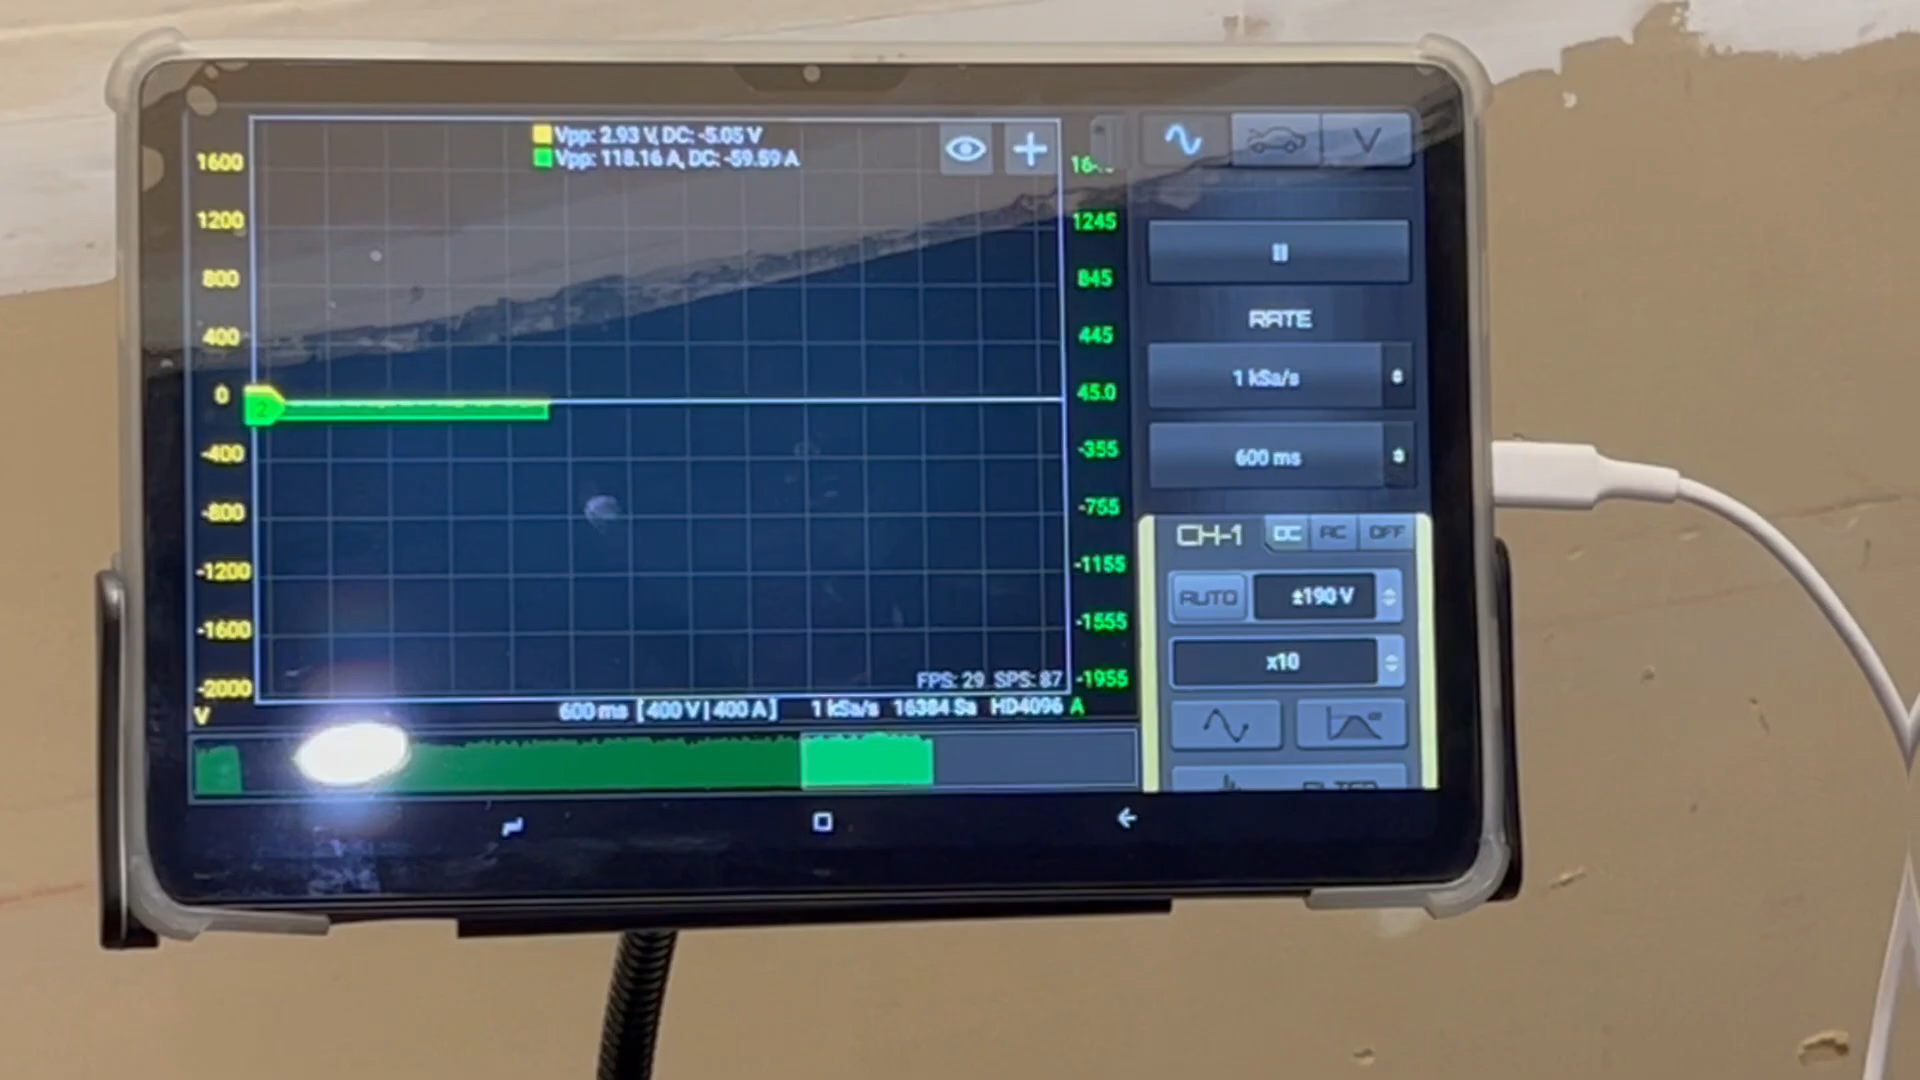 Vpp: 2.93 V, DC: -5.05 V
Vpp: 118.16 A, DC: -59.59 A
1600
1200
800
400
0
-400
-800
-1200
-1600
-2000
V
2
1245
845
445
45.0
-355
-755
-1155
-1555
-1955
A
FPS: 29 SPS: 87
600 ms [400 V | 400 A] 1 kSa/s 16384 Sa HD4096
V
RATE
1 kSa/s
600 ms
CH-1 DC AC OFF
AUTO ±190 V
x10